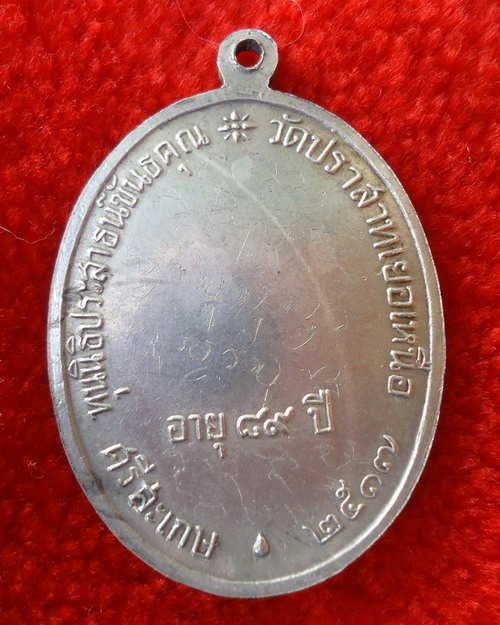 พุนินิธิประสาธน์ขันธคุณ
วัดปราสาทเยอเหนือ
อายุ ๘๙ ปี
ศรีสะเกษ
๒๕๑๗